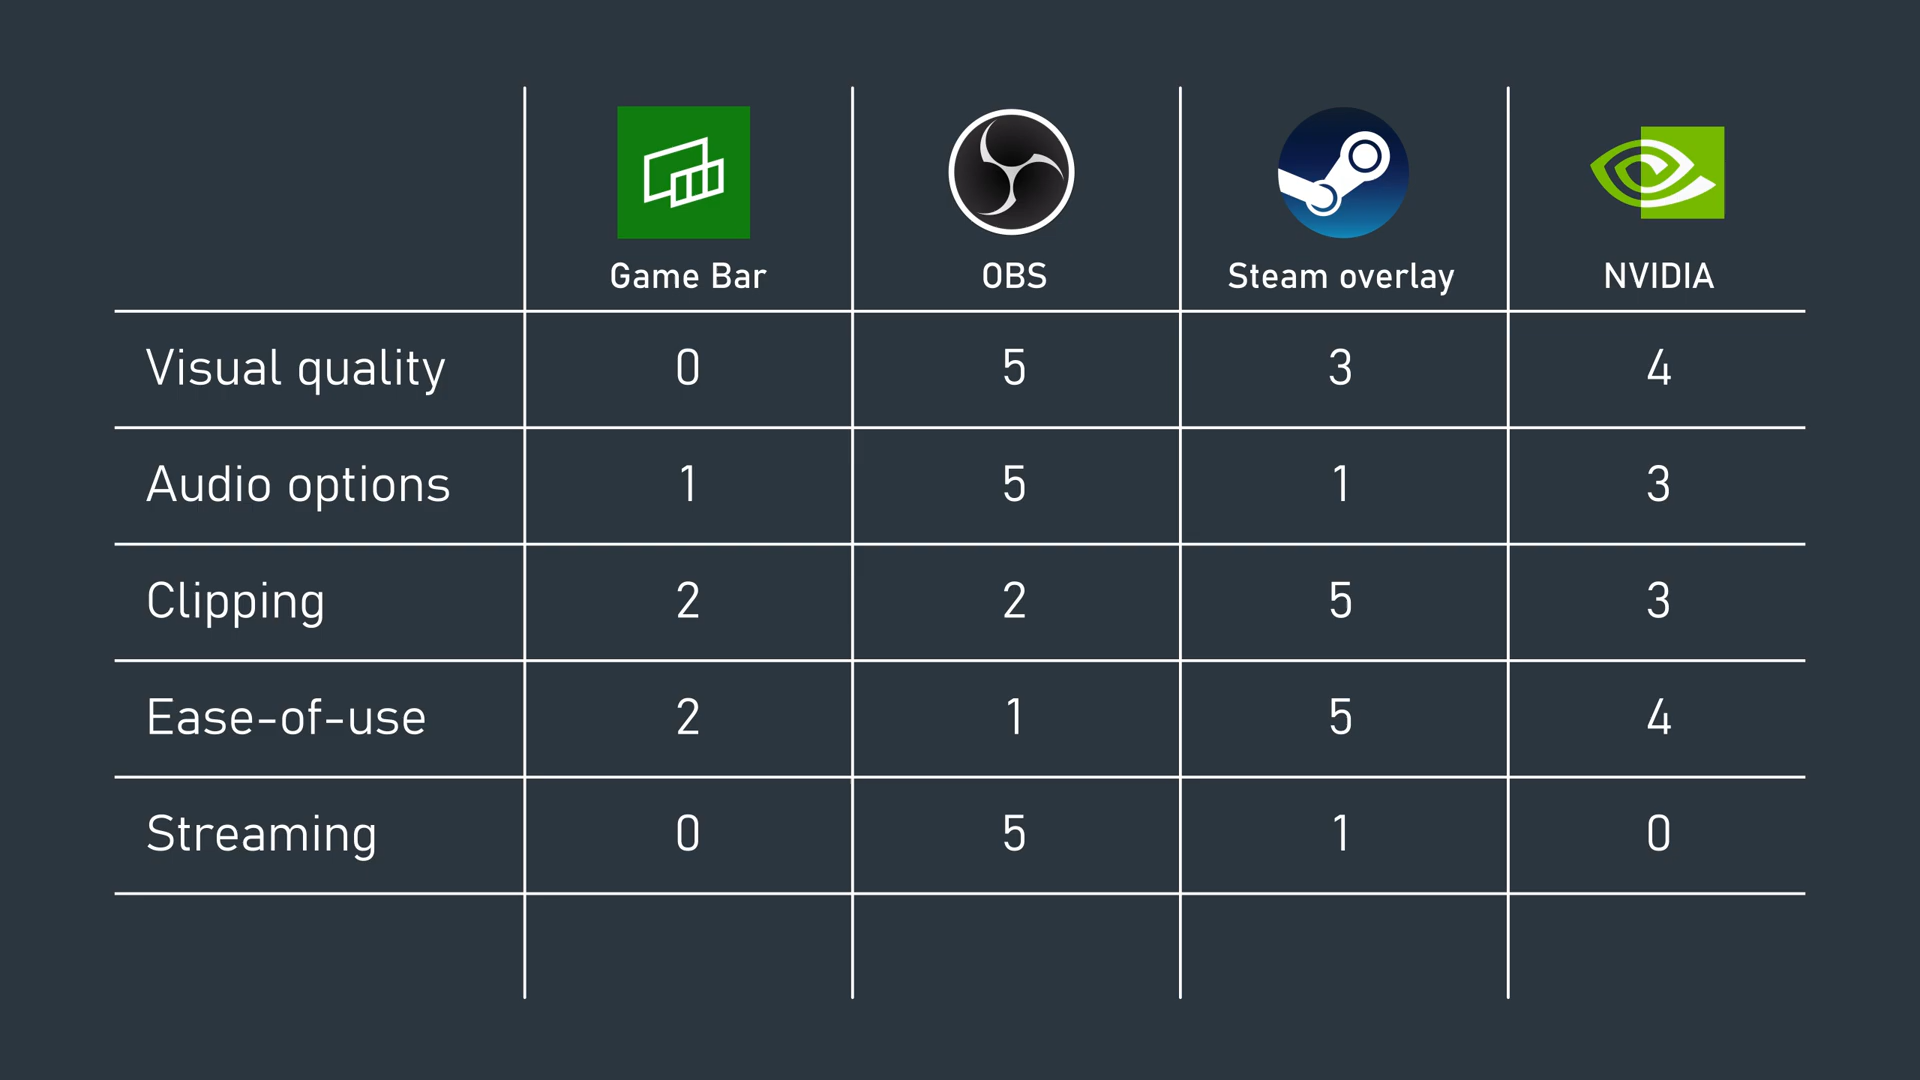 Game Bar OBS Steam overlay NVIDIA
Visual quality 0 5 3 4
Audio options 1 5 1 3
Clipping 2 2 5 3
Ease-of-use 2 1 5 4
Streaming 0 5 1 0